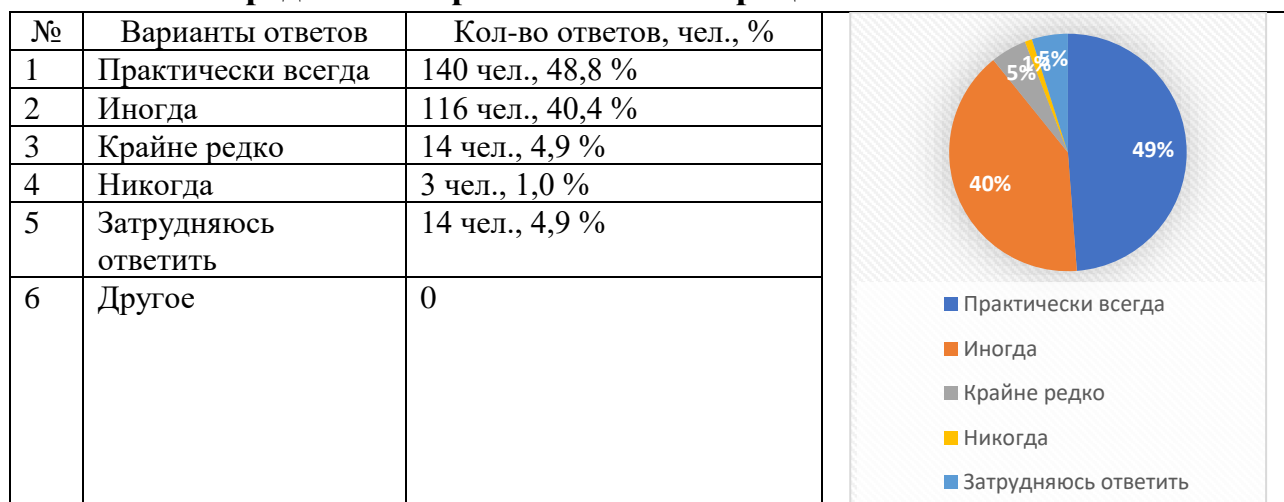 № Варианты ответов Кол-во ответов, чел., %
1 Практически всегда 140 чел., 48,8 %
2 Иногда 116 чел., 40,4 %
3 Крайне редко 14 чел., 4,9 %
4 Никогда 3 чел., 1,0 %
5 Затрудняюсь 14 чел., 4,9 %
ответить
6 Другое 0
5% 1% 5%
49%
40%
Практически всегда
Иногда
Крайне редко
Никогда
Затрудняюсь ответить